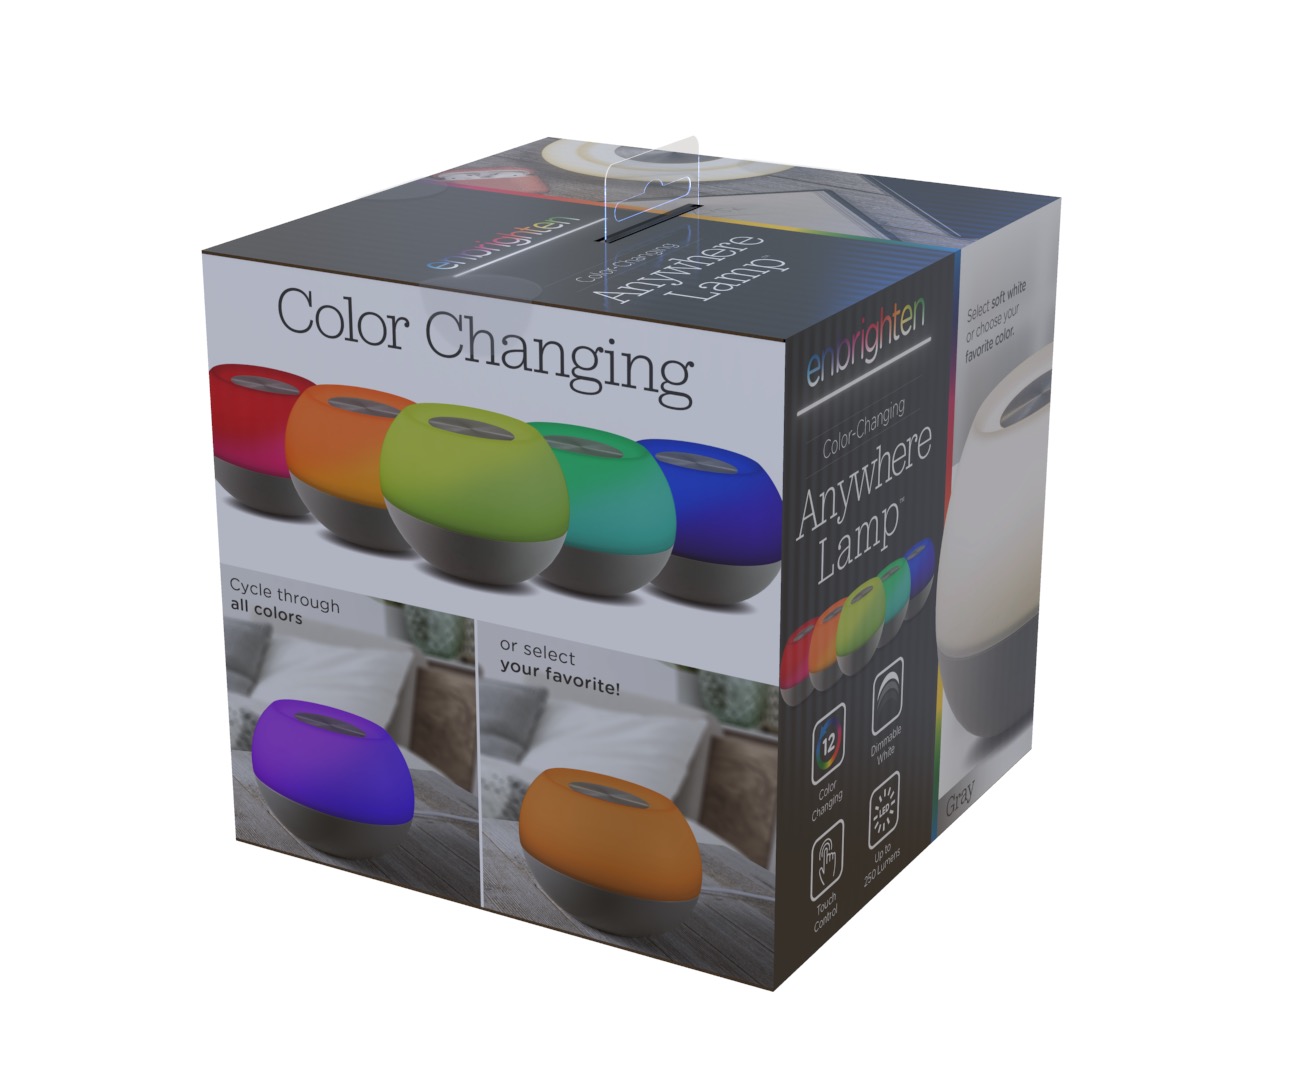 enbrighten
Color-Changing
Anywhere
Lamp™
Color Changing
Cycle through
all colors
or select
your favorite!
enbrighten
Color-Changing
Anywhere
Lamp™
12
Color
Changing
Dimmable
White
Touch
Control
LED
Up to
250 Lumens
Select soft white
or choose your
favorite color.
Gray